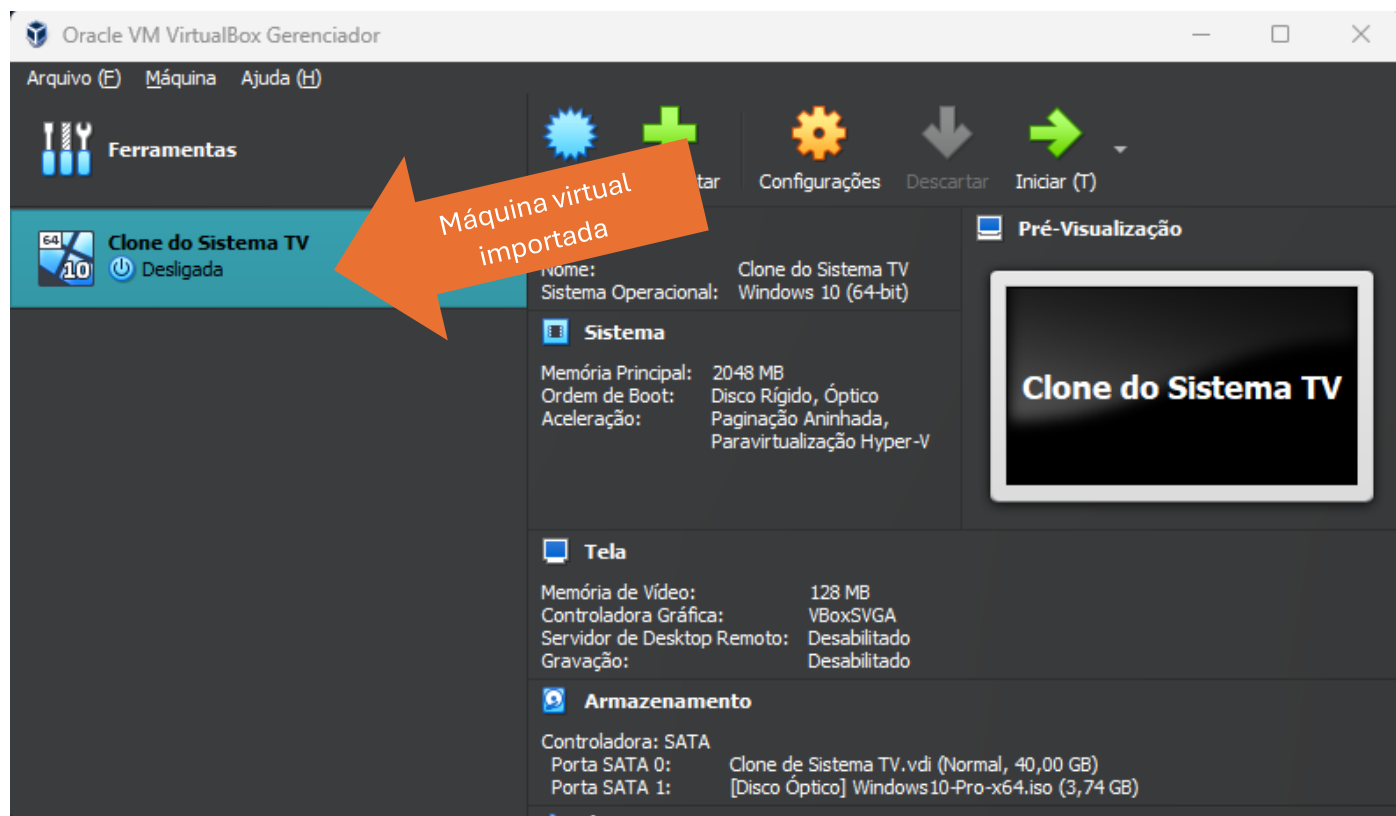 Oracle VM VirtualBox Gerenciador
Arquivo (F) Máquina Ajuda (H)
Ferramentas
tar Configurações Descartar Iniciar (T)
Máquina virtual
importada
64
10
Clone do Sistema TV
Desligada
Nome: Clone do Sistema TV
Sistema Operacional: Windows 10 (64-bit)
Sistema
Memória Principal: 2048 MB
Ordem de Boot: Disco Rígido, Óptico
Aceleração: Paginação Aninhada,
Paravirtualização Hyper-V
Pré-Visualização
Clone do Sistema TV
Tela
Memória de Vídeo: 128 MB
Controladora Gráfica: VBoxSVGA
Servidor de Desktop Remoto: Desabilitado
Gravação: Desabilitado
Armazenamento
Controladora: SATA
Porta SATA 0: Clone de Sistema TV.vdi (Normal, 40,00 GB)
Porta SATA 1: [Disco Óptico] Windows10-Pro-x64.iso (3,74 GB)